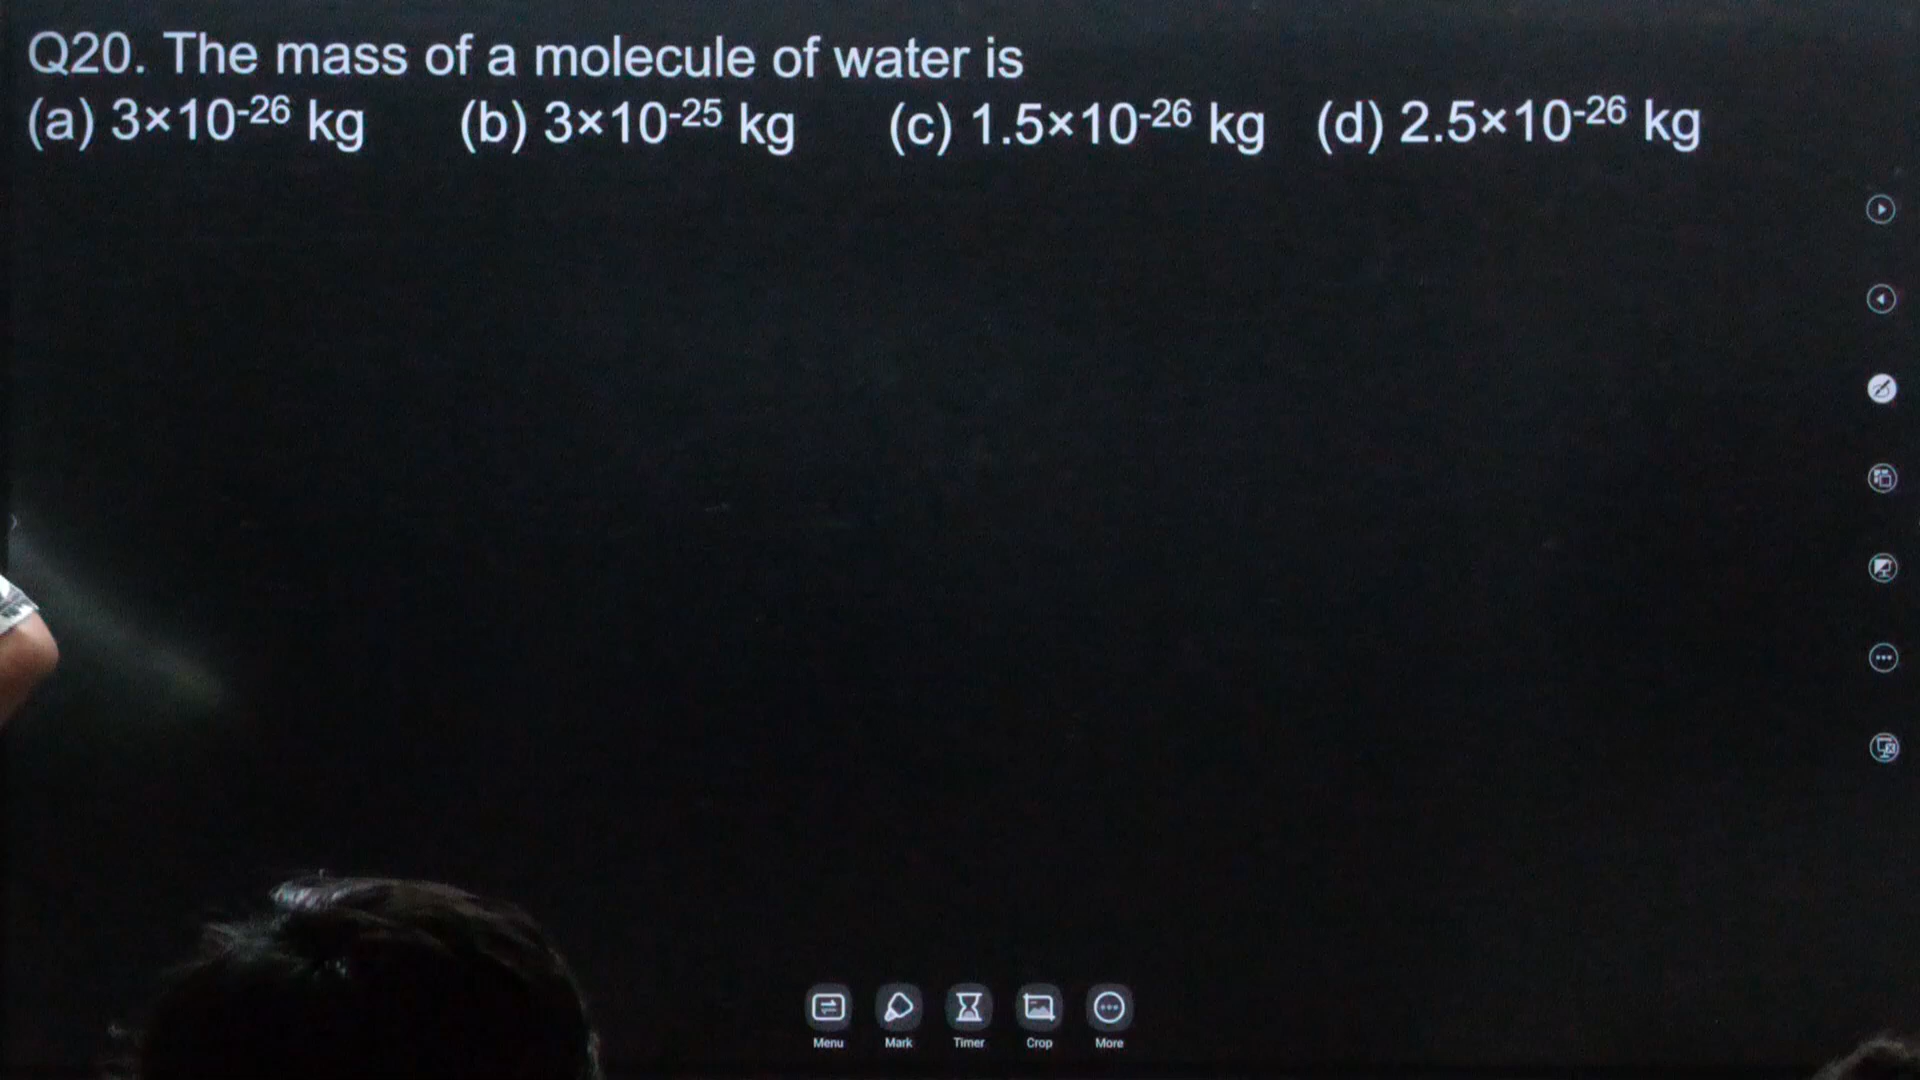 Q20. The mass of a molecule of water is
(a) 3×10⁻²⁶ kg (b) 3×10⁻²⁵ kg (c) 1.5×10⁻²⁶ kg (d) 2.5×10⁻²⁶ kg
Menu Mark Timer Crop More